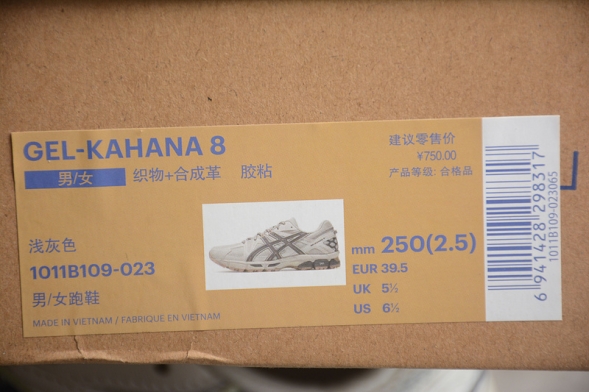 GEL-KAHANA 8
男/女 织物+合成革 胶粘
建议零售价
¥750.00
产品等级: 合格品
浅灰色
1011B109-023
男/女跑鞋
MADE IN VIETNAM / FABRIQUE EN VIETNAM
mm 250(2.5)
EUR 39.5
UK 5½
US 6½
6 941428 298317
1011B109-023065